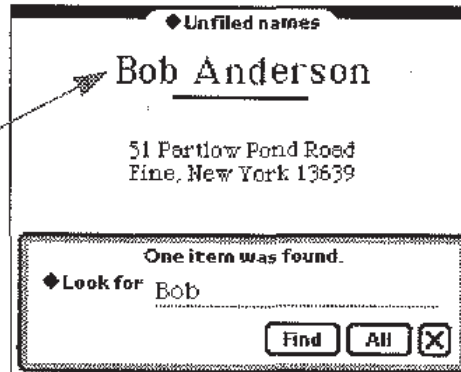 ◆Unfiled names
Bob Anderson
51 Partlow Pond Road
Fine, New York 13639
One item was found.
◆Look for Bob
Find All X